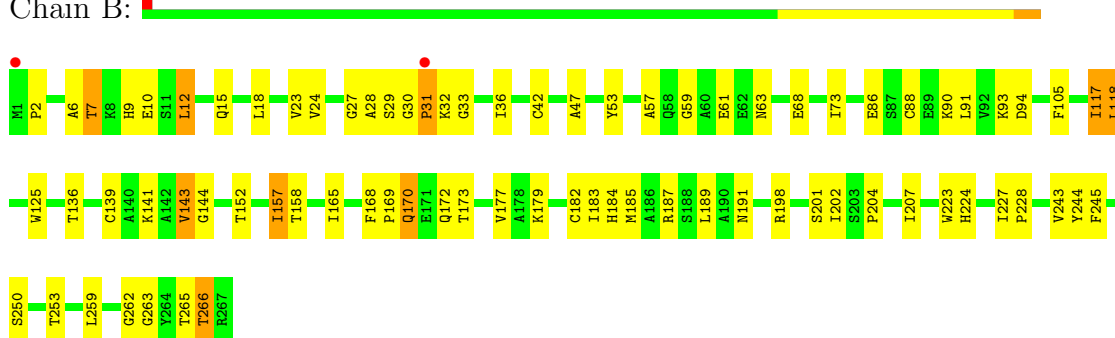 Chain B:
M1 P2 A6 T7 K8 H9 E10 S11 L12 Q15 L18 V23 V24 G27 A28 S29 G30 P31 K32 G33 I36 C42 A47 Y53 A57 Q58 G59 A60 E61 E62 N63 E68 I73 E86 S87 C88 E89 K90 L91 V92 K93 D94 F105 I117 L118
W125 T136 C139 A140 K141 A142 V143 G144 T152 I157 T158 I165 F168 P169 Q170 E171 Q172 T173 V177 A178 K179 C182 I183 H184 M185 A186 R187 S188 L189 A190 N191 R198 S201 I202 S203 P204 I207 W223 H224 I227 P228 V243 Y244 F245
S250 T253 L259 G262 G263 Y264 T265 T266 R267